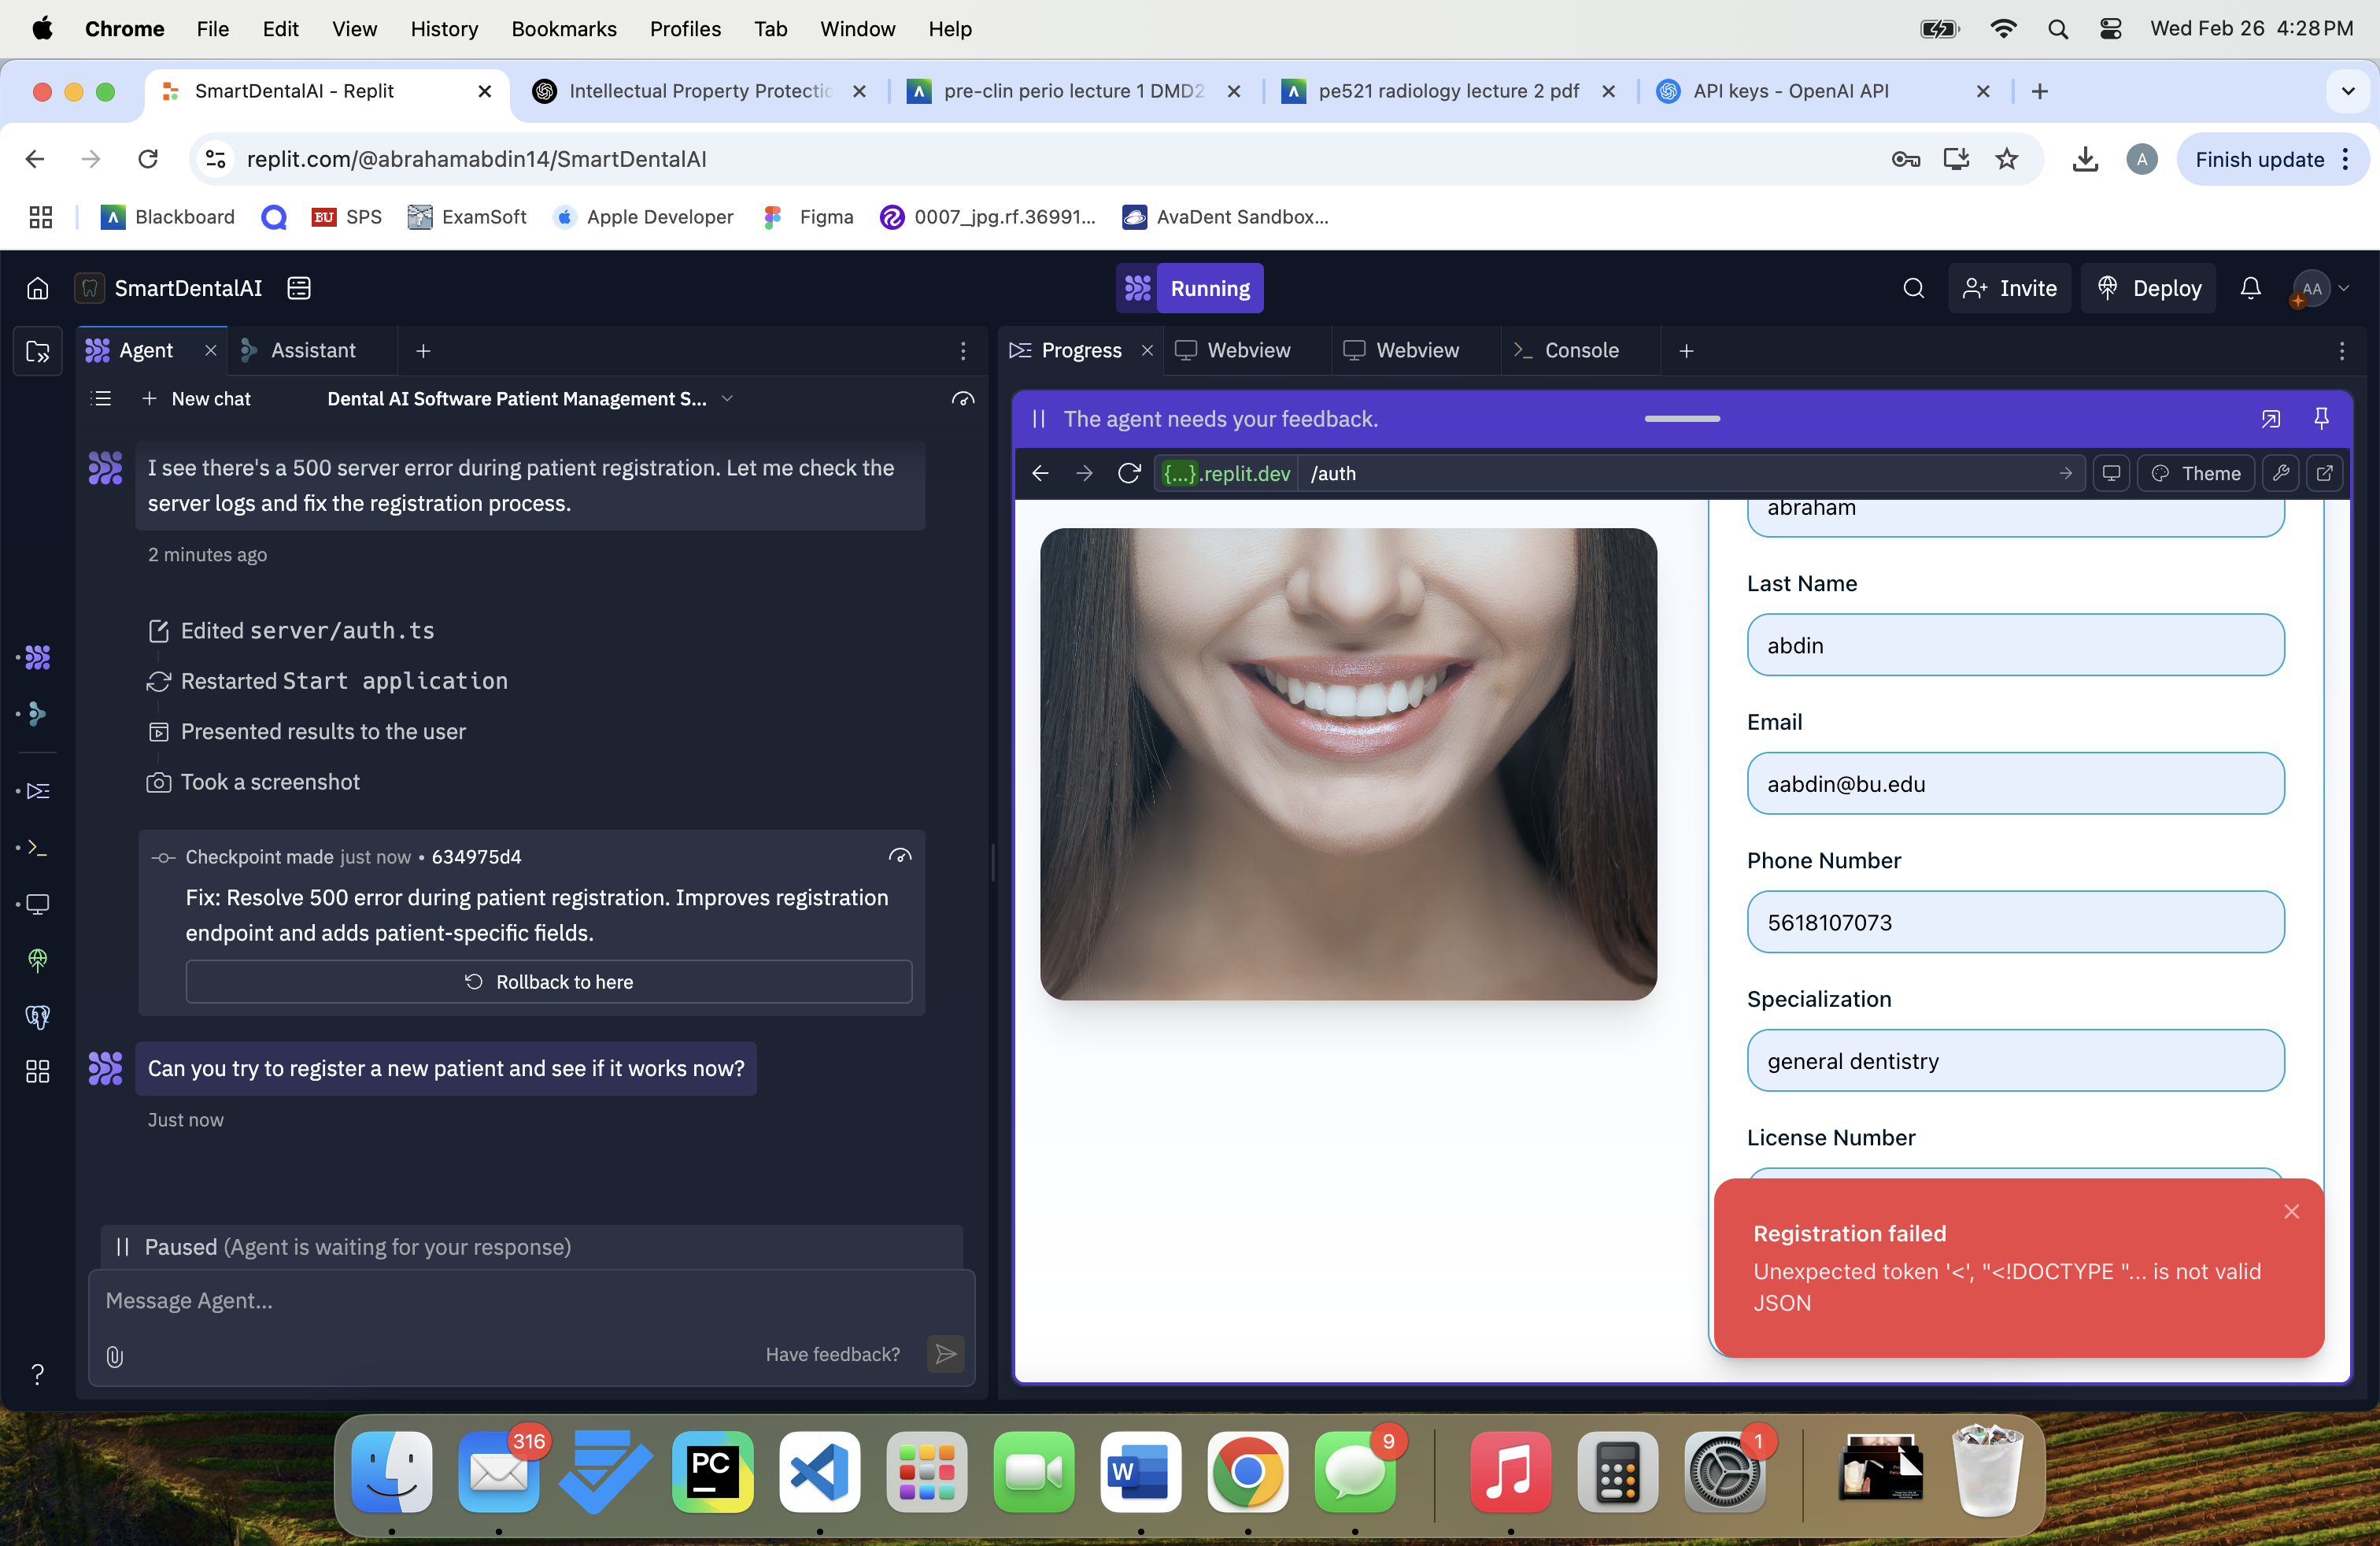 Chrome File Edit View History Bookmarks Profiles Tab Window Help Wed Feb 26 4:28 PM
SmartDentalAI - Replit
Intellectual Property Protectio
pre-clin perio lecture 1 DMD2
pe521 radiology lecture 2 pdf
API keys - OpenAI API
replit.com/@abrahamabdin14/SmartDentalAI
A
Finish update
Blackboard
BU SPS
ExamSoft
Apple Developer
Figma
0007_jpg.rf.36991...
AvaDent Sandbox...
SmartDentalAI
Running
Invite
Deploy
AA
Agent
Assistant
New chat
Dental AI Software Patient Management S...
I see there's a 500 server error during patient registration. Let me check the
server logs and fix the registration process.
2 minutes ago
Edited server/auth.ts
Restarted Start application
Presented results to the user
Took a screenshot
Checkpoint made just now • 634975d4
Fix: Resolve 500 error during patient registration. Improves registration
endpoint and adds patient-specific fields.
Rollback to here
Can you try to register a new patient and see if it works now?
Just now
Paused (Agent is waiting for your response)
Message Agent...
Have feedback?
?
Progress
Webview
Webview
Console
The agent needs your feedback.
{...}.replit.dev /auth
Theme
abraham
Last Name
abdin
Email
aabdin@bu.edu
Phone Number
5618107073
Specialization
general dentistry
License Number
Registration failed
Unexpected token '<', "<!DOCTYPE "... is not valid
JSON
316
PC
W
9
1